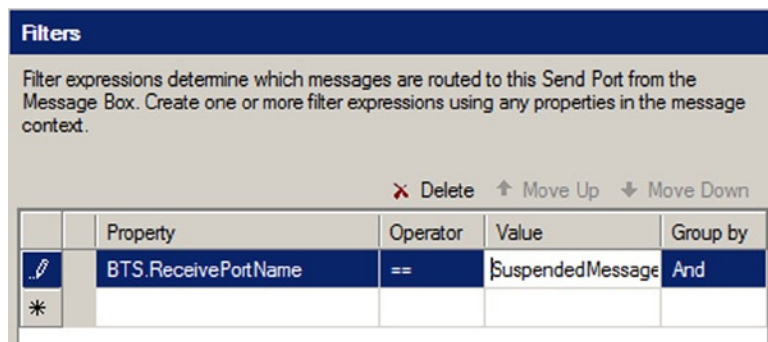 Filters
Filter expressions determine which messages are routed to this Send Port from the
Message Box. Create one or more filter expressions using any properties in the message
context.
Delete Move Up Move Down
Property Operator Value Group by
BTS.ReceivePortName == SuspendedMessage And